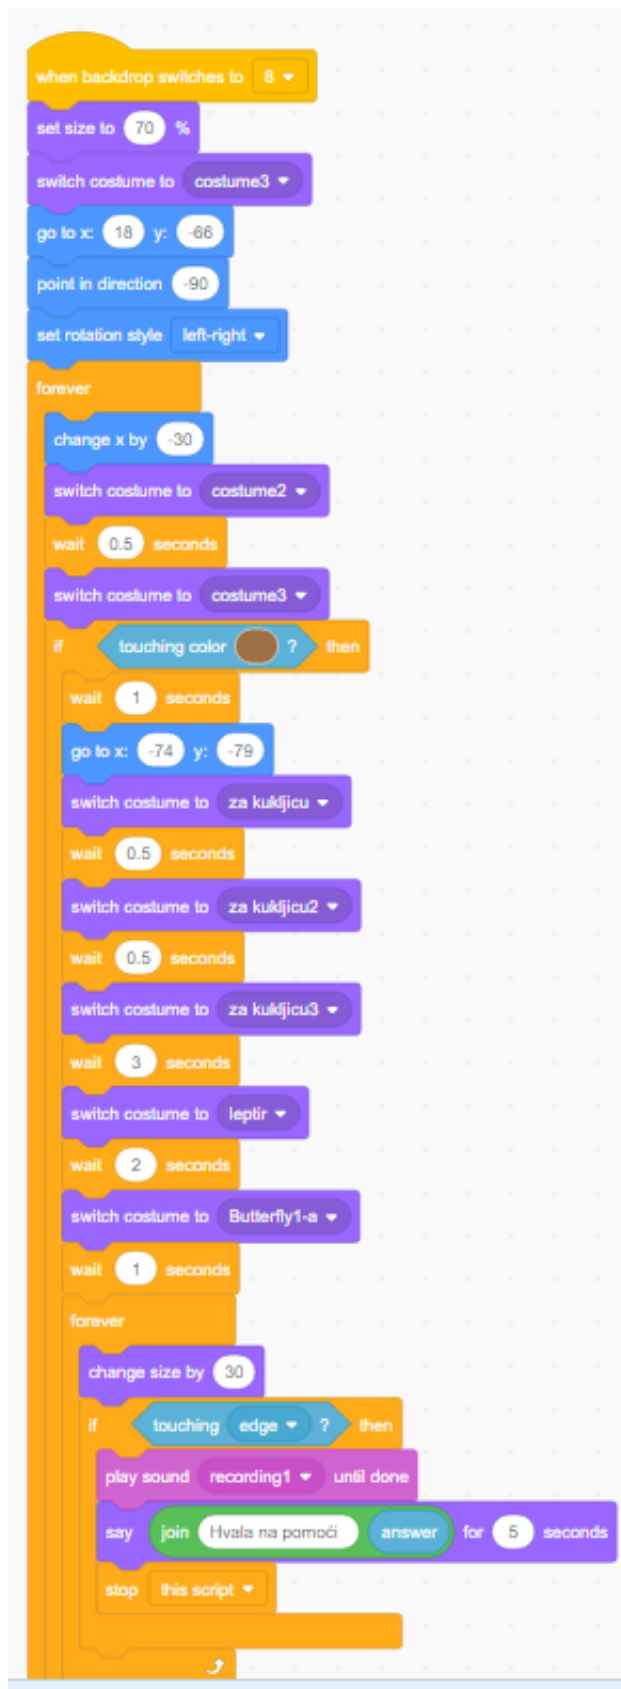 when backdrop switches to 8
set size to 70 %
switch costume to costume3
go to x: 18 y: -66
point in direction -90
set rotation style left-right
forever
change x by -30
switch costume to costume2
wait 0.5 seconds
switch costume to costume3
if touching color ? then
wait 1 seconds
go to x: -74 y: -79
switch costume to za kukljicu
wait 0.5 seconds
switch costume to za kukljicu2
wait 0.5 seconds
switch costume to za kukljicu3
wait 3 seconds
switch costume to leptir
wait 2 seconds
switch costume to Butterfly1-a
wait 1 seconds
forever
change size by 30
if touching edge ? then
play sound recording1 until done
say join Hvala na pomoći answer for 5 seconds
stop this script